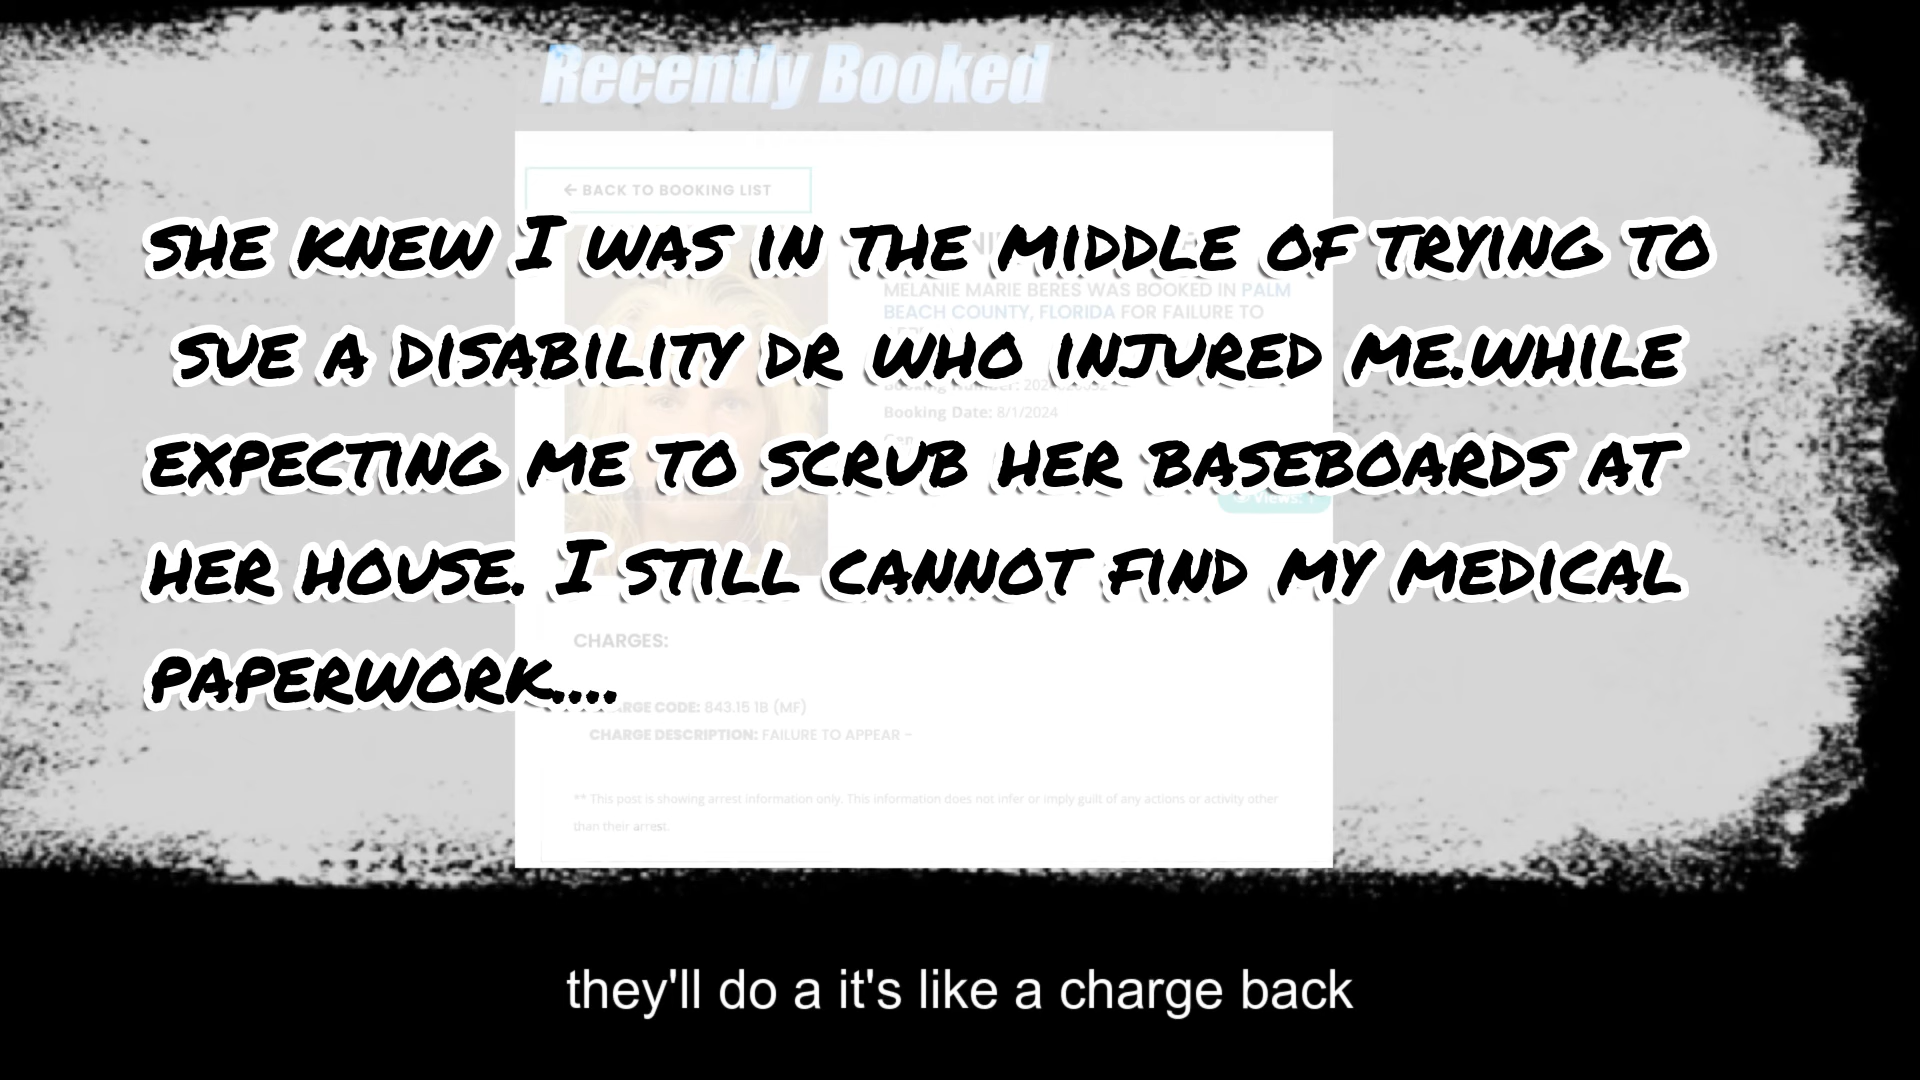 Recently Booked
← BACK TO BOOKING LIST
SHE KNEW I WAS IN THE MIDDLE OF TRYING TO
MELANIE MARIE BERES WAS BOOKED IN PALM
BEACH COUNTY, FLORIDA FOR FAILURE TO
SUE A DISABILITY DR WHO INJURED ME.WHILE
Booking Number:
Booking Date: 8/1/2024
EXPECTING ME TO SCRUB HER BASEBOARDS AT
Views: 1
HER HOUSE. I STILL CANNOT FIND MY MEDICAL
CHARGES:
PAPERWORK....
CHARGE CODE: 843.15 1B (MF)
CHARGE DESCRIPTION: FAILURE TO APPEAR -
** This post is showing arrest information only. This information does not infer or imply guilt of any actions or activity other
than their arrest.
they'll do a it's like a charge back